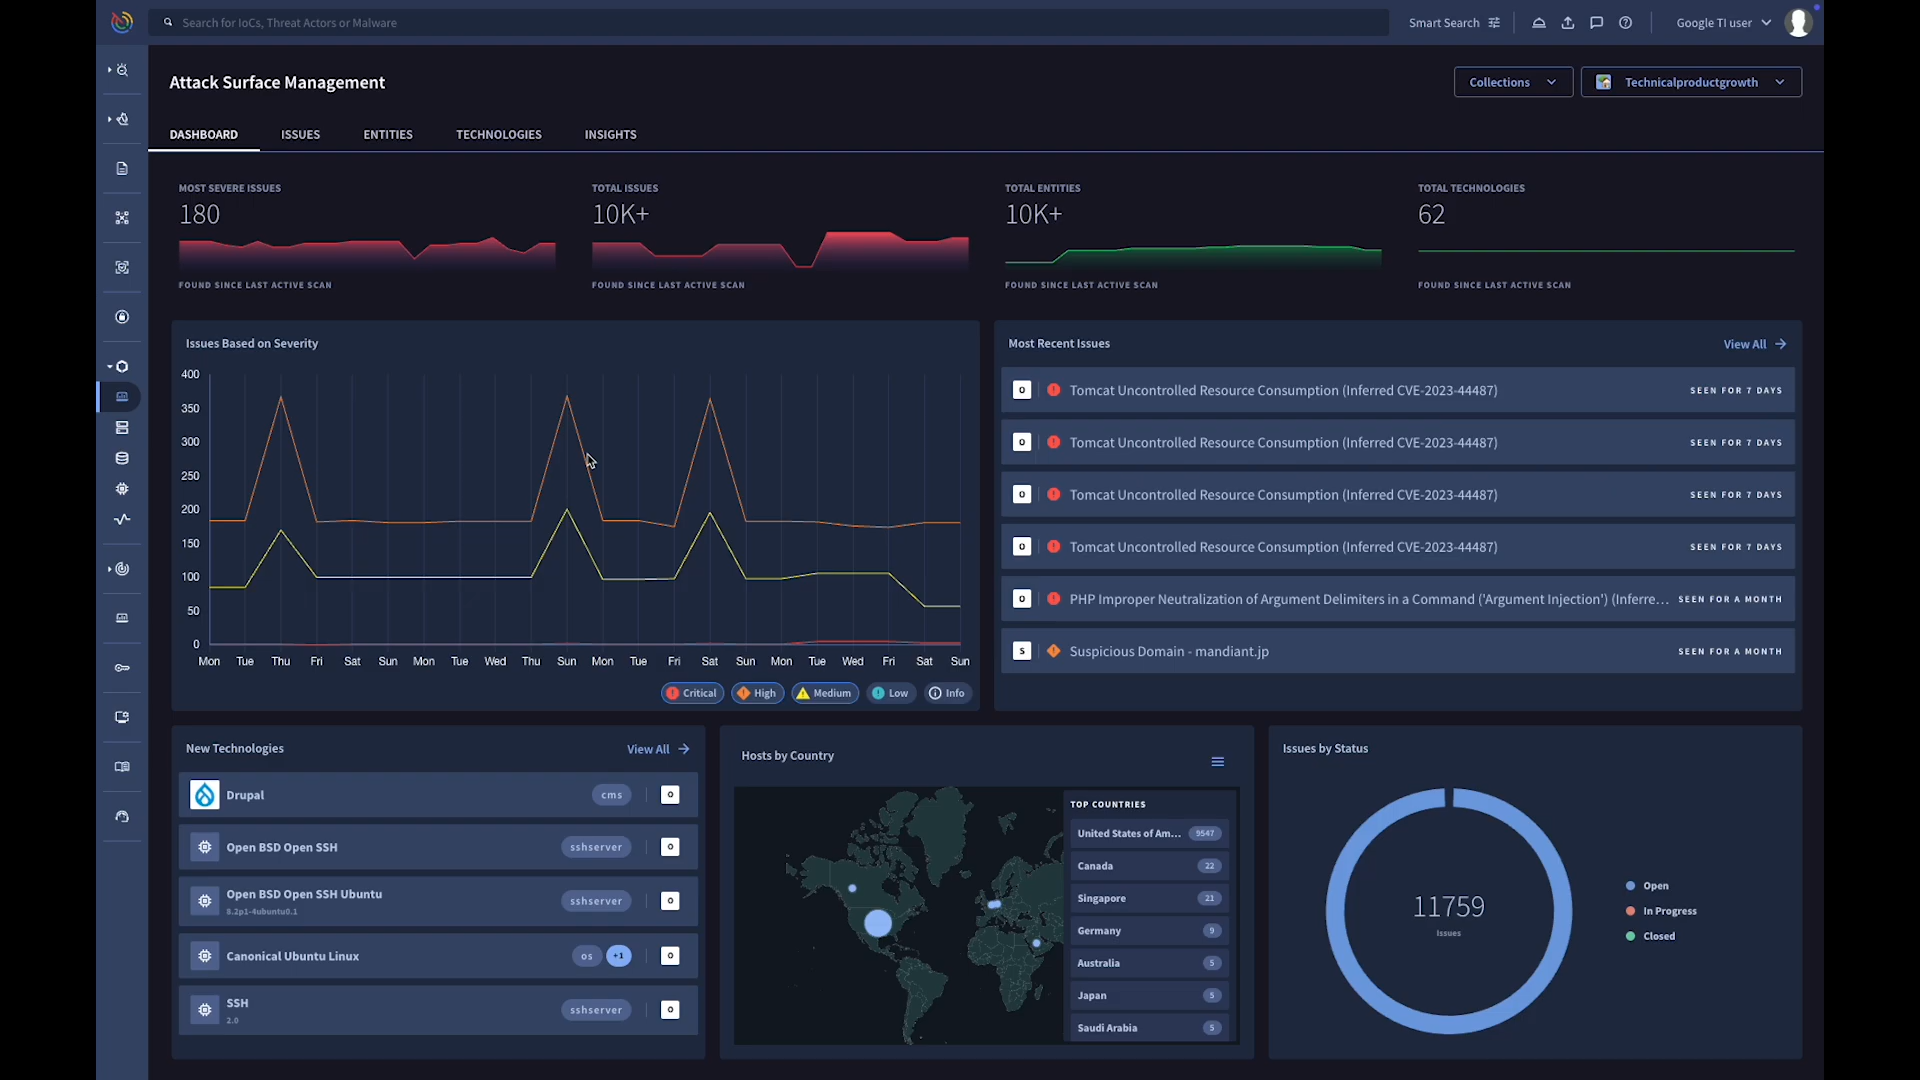 Search for IoCs, Threat Actors or Malware
Smart Search
Google TI user
Attack Surface Management
Collections
Technicalproductgrowth
DASHBOARD
ISSUES
ENTITIES
TECHNOLOGIES
INSIGHTS
MOST SEVERE ISSUES
180
FOUND SINCE LAST ACTIVE SCAN
TOTAL ISSUES
10K+
FOUND SINCE LAST ACTIVE SCAN
TOTAL ENTITIES
10K+
FOUND SINCE LAST ACTIVE SCAN
TOTAL TECHNOLOGIES
62
FOUND SINCE LAST ACTIVE SCAN
Issues Based on Severity
400
350
300
250
200
150
100
50
0
Mon Tue Thu Fri Sat Sun Mon Tue Wed Thu Sun Mon Tue Fri Sat Sun Mon Tue Wed Fri Sat Sun
Critical
High
Medium
Low
Info
Most Recent Issues
View All
O Tomcat Uncontrolled Resource Consumption (Inferred CVE-2023-44487) SEEN FOR 7 DAYS
O Tomcat Uncontrolled Resource Consumption (Inferred CVE-2023-44487) SEEN FOR 7 DAYS
O Tomcat Uncontrolled Resource Consumption (Inferred CVE-2023-44487) SEEN FOR 7 DAYS
O Tomcat Uncontrolled Resource Consumption (Inferred CVE-2023-44487) SEEN FOR 7 DAYS
O PHP Improper Neutralization of Argument Delimiters in a Command ('Argument Injection') (Inferre... SEEN FOR A MONTH
S Suspicious Domain - mandiant.jp SEEN FOR A MONTH
New Technologies
View All
Drupal cms O
Open BSD Open SSH sshserver O
Open BSD Open SSH Ubuntu sshserver O
8.2p1-4ubuntu0.1
Canonical Ubuntu Linux os +1 O
SSH sshserver O
2.0
Hosts by Country
TOP COUNTRIES
United States of Am... 9547
Canada 22
Singapore 21
Germany 9
Australia 5
Japan 5
Saudi Arabia 5
Issues by Status
11759
Issues
Open
In Progress
Closed